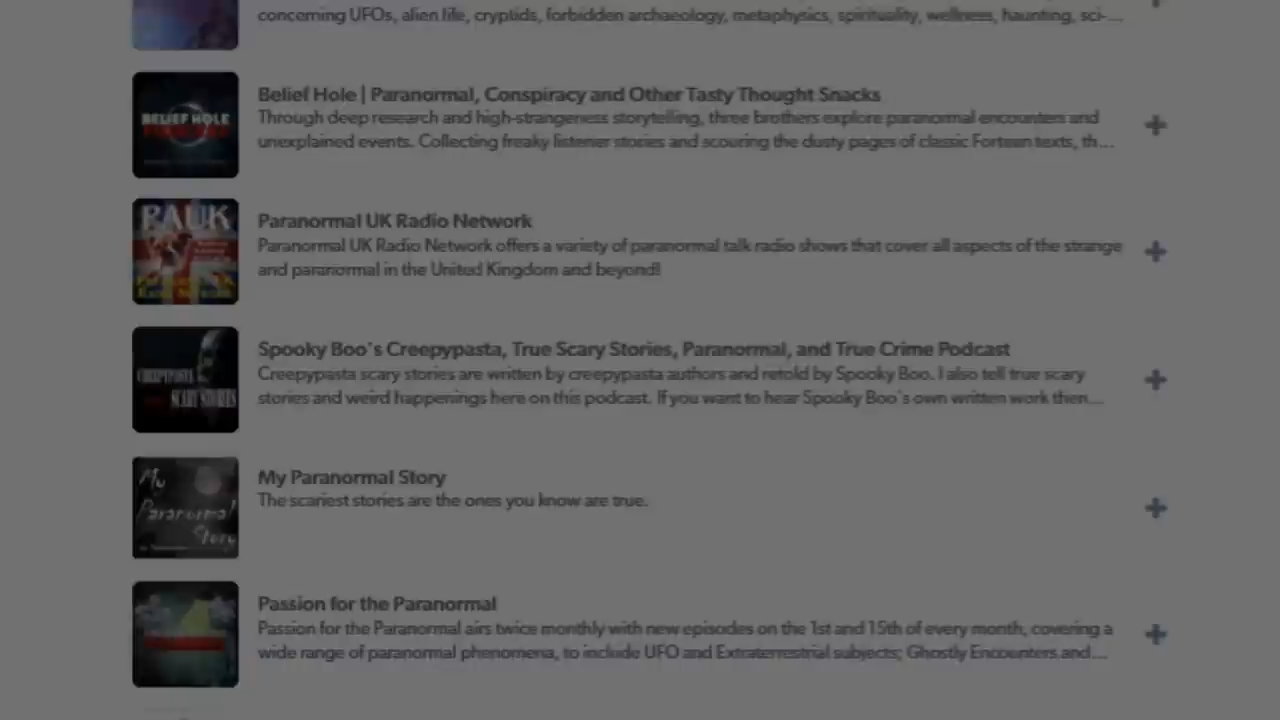 concerning UFOs, alien life, cryptids, forbidden archaeology, metaphysics, spirituality, wellness, haunting, sci-...
BELIEF HOLE
Belief Hole | Paranormal, Conspiracy and Other Tasty Thought Snacks
Through deep research and high-strangeness storytelling, three brothers explore paranormal encounters and
unexplained events. Collecting freaky listener stories and scouring the dusty pages of classic Fortean texts, th...
PAUK
Paranormal UK Radio Network
Paranormal UK Radio Network offers a variety of paranormal talk radio shows that cover all aspects of the strange
and paranormal in the United Kingdom and beyond!
CREEPYPASTA
SCARY STORIES
Spooky Boo's Creepypasta, True Scary Stories, Paranormal, and True Crime Podcast
Creepypasta scary stories are written by creepypasta authors and retold by Spooky Boo. I also tell true scary
stories and weird happenings here on this podcast. If you want to hear Spooky Boo's own written work then...
My
Paranormal
Story
My Paranormal Story
The scariest stories are the ones you know are true.
Passion for the Paranormal
Passion for the Paranormal airs twice monthly with new episodes on the 1st and 15th of every month, covering a
wide range of paranormal phenomena, to include UFO and Extraterrestrial subjects; Ghostly Encounters and...